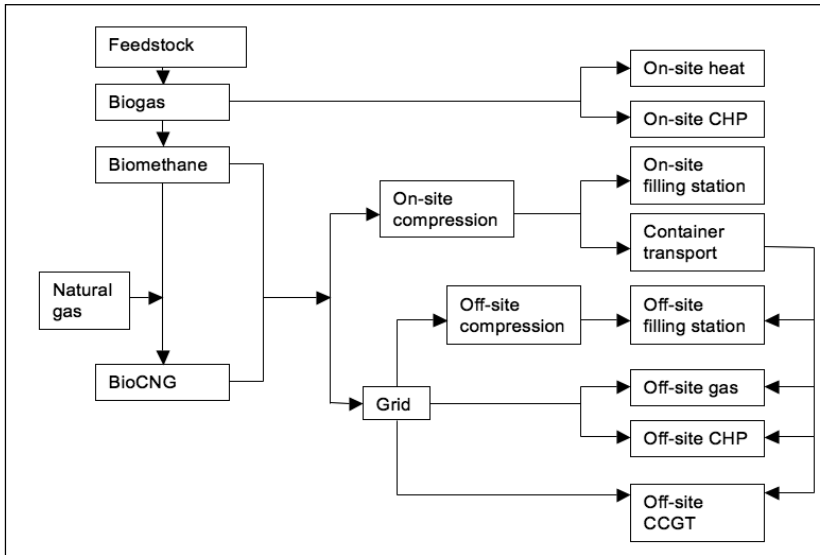 Feedstock
Biogas
Biomethane
Natural
gas
BioCNG
On-site
compression
Off-site
compression
Grid
On-site heat
On-site CHP
On-site
filling station
Container
transport
Off-site
filling station
Off-site gas
Off-site CHP
Off-site
CCGT